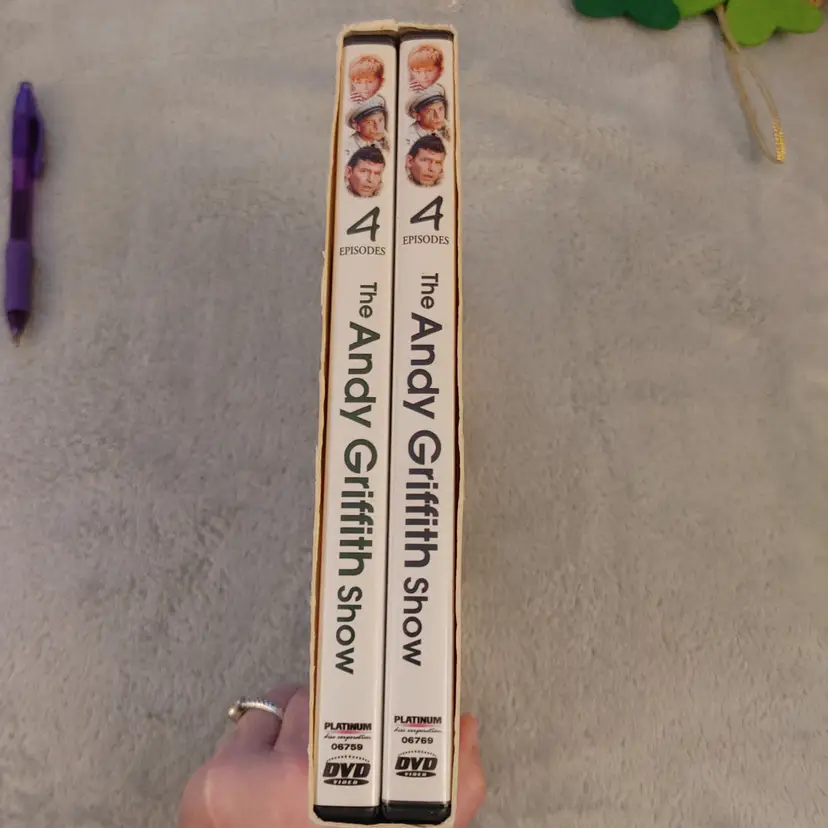 4
EPISODES
The Andy Griffith Show
PLATINUM
disc corporation
06759
DVD
VIDEO
4
EPISODES
The Andy Griffith Show
PLATINUM
disc corporation
06769
DVD
VIDEO